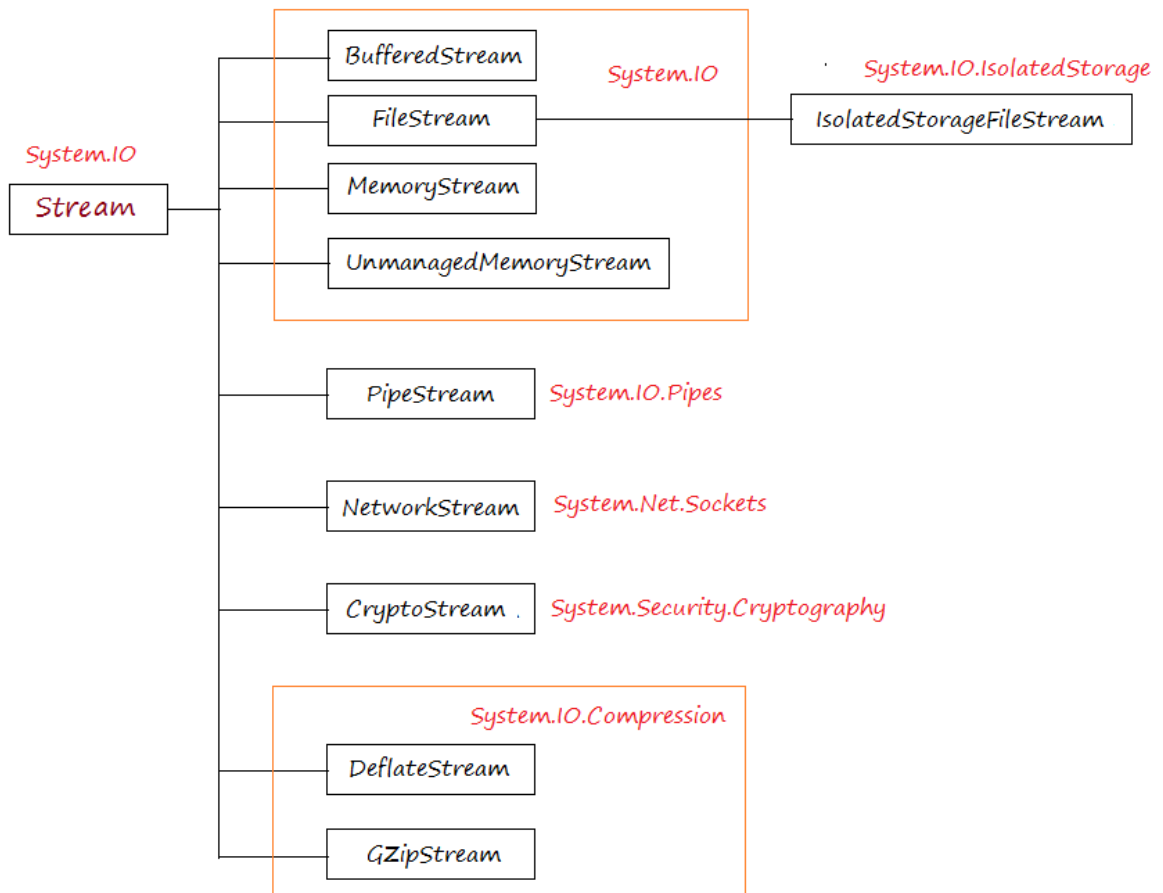 System.IO
Stream
System.IO
BufferedStream
FileStream
MemoryStream
UnmanagedMemoryStream
System.IO.IsolatedStorage
IsolatedStorageFileStream
PipeStream
System.IO.Pipes
NetworkStream
System.Net.Sockets
CryptoStream .
System.Security.Cryptography
System.IO.Compression
DeflateStream
GZipStream